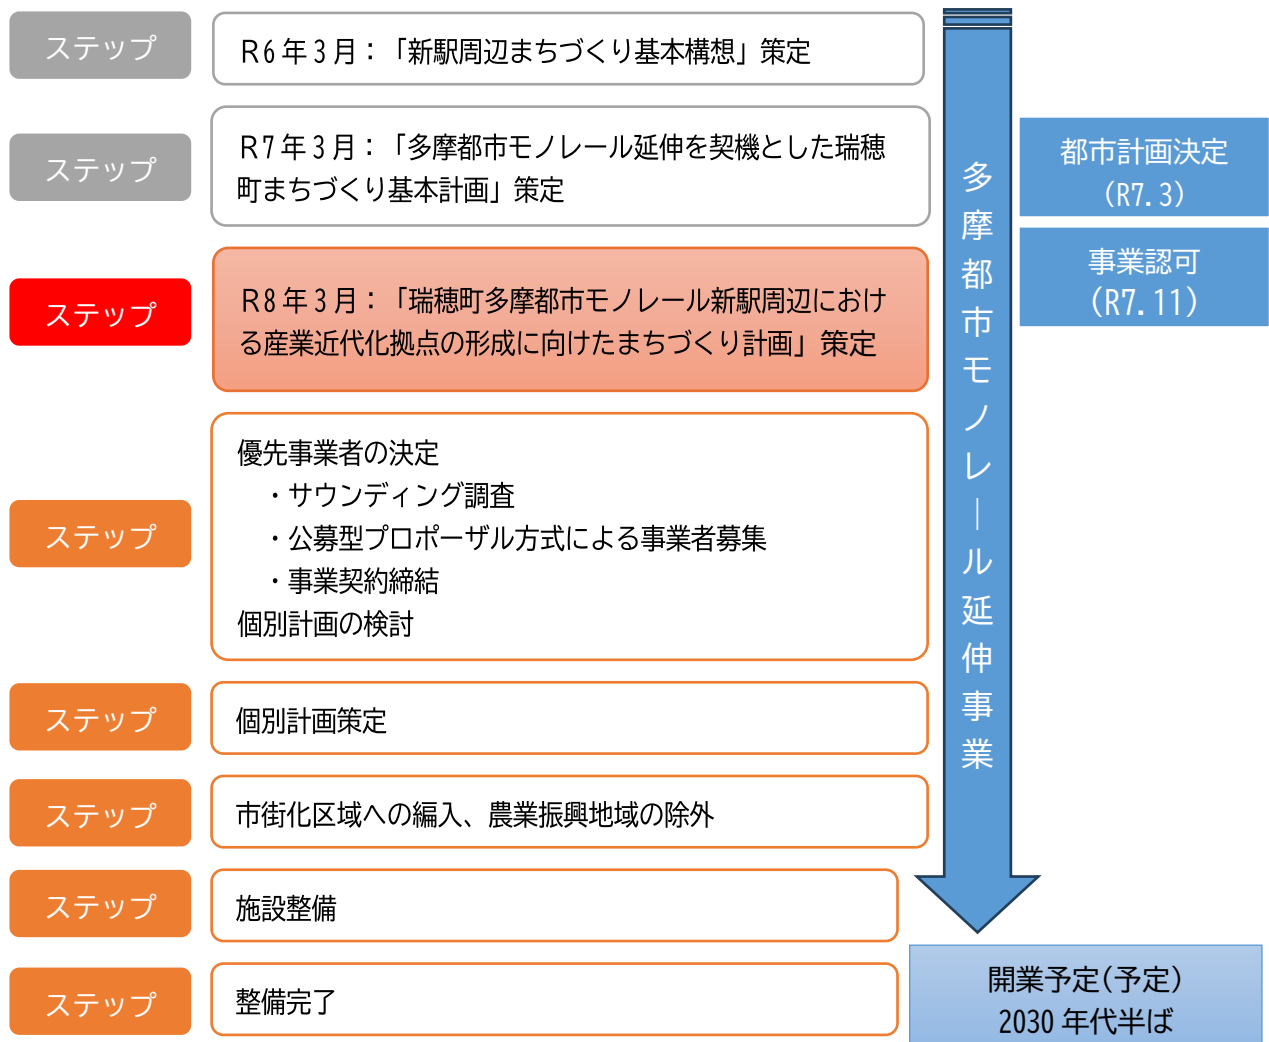 ステップ
R6年3月：「新駅周辺まちづくり基本構想」策定
ステップ
R7年3月：「多摩都市モノレール延伸を契機とした瑞穂
町まちづくり基本計画」策定
ステップ
R8年3月：「瑞穂町多摩都市モノレール新駅周辺におけ
る産業近代化拠点の形成に向けたまちづくり計画」策定
ステップ
優先事業者の決定
・サウンディング調査
・公募型プロポーザル方式による事業者募集
・事業契約締結
個別計画の検討
ステップ
個別計画策定
ステップ
市街化区域への編入、農業振興地域の除外
ステップ
施設整備
ステップ
整備完了
多摩都市モノレール延伸事業
都市計画決定
（R7.3）
事業認可
（R7.11）
開業予定(予定)
2030年代半ば